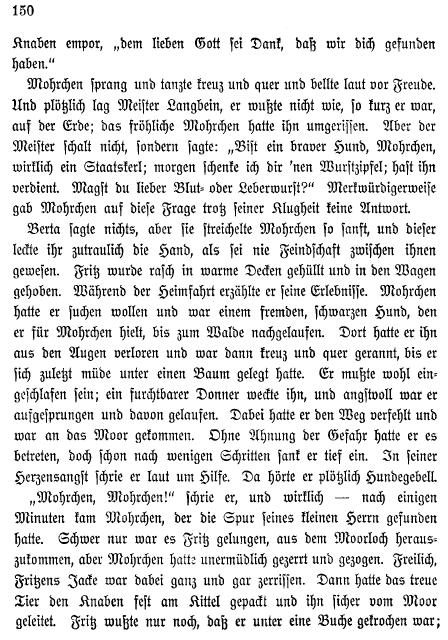 150
Knaben empor, „dem lieben Gott sei Dank, daß wir dich gefunden
haben.“
Mohrchen sprang und tanzte kreuz und quer und bellte laut vor Freude.
Und plötzlich lag Meister Langbein, er wußte nicht wie, so kurz er war,
auf der Erde; das fröhliche Mohrchen hatte ihn umgerissen. Aber der
Meister schalt nicht, sondern sagte: „Bist ein braver Hund, Mohrchen,
wirklich ein Staatskerl; morgen schenke ich dir 'nen Wurstzipfel; hast ihn
verdient. Magst du lieber Blut- oder Leberwurst?“ Merkwürdigerweise
gab Mohrchen auf diese Frage trotz seiner Klugheit keine Antwort.
Berta sagte nichts, aber sie streichelte Mohrchen so sanft, und dieser
leckte ihr zutraulich die Hand, als sei nie Feindschaft zwischen ihnen
gewesen. Fritz wurde rasch in warme Decken gehüllt und in den Wagen
gehoben. Während der Heimfahrt erzählte er seine Erlebnisse. Mohrchen
hatte er suchen wollen und war einem fremden, schwarzen Hund, den
er für Mohrchen hielt, bis zum Walde nachgelaufen. Dort hatte er ihn
aus den Augen verloren und war dann kreuz und quer gerannt, bis er
sich zuletzt müde unter einen Baum gelegt hatte. Er mußte wohl ein-
geschlafen sein; ein furchtbarer Donner weckte ihn, und angstvoll war er
aufgesprungen und davon gelaufen. Dabei hatte er den Weg verfehlt und
war an das Moor gekommen. Ohne Ahnung der Gefahr hatte er es
betreten, doch schon nach wenigen Schritten sank er tief ein. In seiner
Herzensangst schrie er laut um Hilfe. Da hörte er plötzlich Hundegebell.
„Mohrchen, Mohrchen!“ schrie er, und wirklich — nach einigen
Minuten kam Mohrchen, der die Spur seines kleinen Herrn gefunden
hatte. Schwer nur war es Fritz gelungen, aus dem Moorloch heraus-
zukommen, aber Mohrchen hatte unermüdlich gezerrt und gezogen. Freilich,
Fritzens Jacke war dabei ganz und gar zerrissen. Dann hatte das treue
Tier den Knaben fest am Kittel gepackt und ihn sicher vom Moor
geleitet. Fritz wußte nur noch, daß er unter eine Buche gekrochen war;